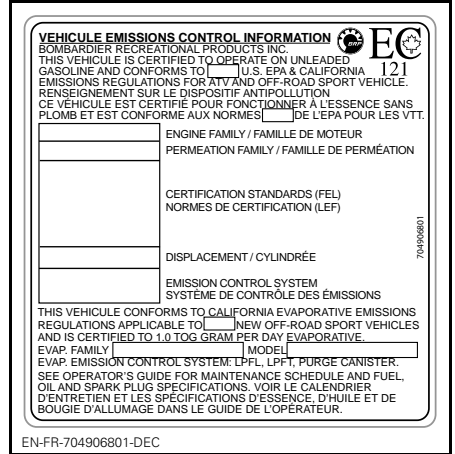 VEHICULE EMISSIONS CONTROL INFORMATION
BOMBARDIER RECREATIONAL PRODUCTS INC.
THIS VEHICULE IS CERTIFIED TO OPERATE ON UNLEADED
GASOLINE AND CONFORMS TO U.S. EPA & CALIFORNIA
EMISSIONS REGULATIONS FOR ATV AND OFF-ROAD SPORT VEHICLE.
EC
121
RENSEIGNEMENT SUR LE DISPOSITIF ANTIPOLLUTION
CE VÉHICULE EST CERTIFIÉ POUR FONCTIONNER À L'ESSENCE SANS
PLOMB ET EST CONFORME AUX NORMES DE L'EPA POUR LES VTT.
ENGINE FAMILY / FAMILLE DE MOTEUR
PERMEATION FAMILY / FAMILLE DE PERMÉATION
CERTIFICATION STANDARDS (FEL)
NORMES DE CERTIFICATION (LEF)
704906801
DISPLACEMENT / CYLINDRÉE
EMISSION CONTROL SYSTEM
SYSTÈME DE CONTRÔLE DES ÉMISSIONS
THIS VEHICULE CONFORMS TO CALIFORNIA EVAPORATIVE EMISSIONS
REGULATIONS APPLICABLE TO NEW OFF-ROAD SPORT VEHICLES
AND IS CERTIFIED TO 1.0 TOG GRAM PER DAY EVAPORATIVE.
EVAP. FAMILY MODEL
EVAP. EMISSION CONTROL SYSTEM: LPFL, LPFT, PURGE CANISTER.
SEE OPERATOR'S GUIDE FOR MAINTENANCE SCHEDULE AND FUEL,
OIL AND SPARK PLUG SPECIFICATIONS. VOIR LE CALENDRIER
D'ENTRETIEN ET LES SPÉCIFICATIONS D'ESSENCE, D'HUILE ET DE
BOUGIE D'ALLUMAGE DANS LE GUIDE DE L'OPÉRATEUR.
EN-FR-704906801-DEC